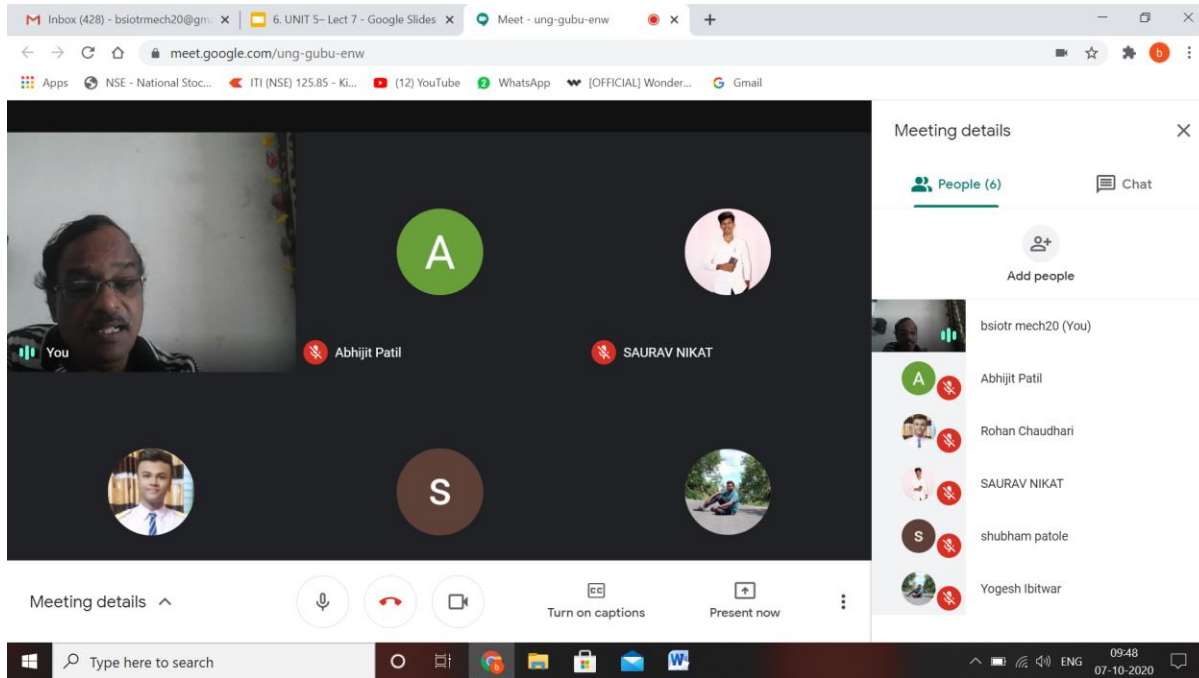 Inbox (428) - bsiotrmech20@gm
6. UNIT 5– Lect 7 - Google Slides
Meet - ung-gubu-enw
meet.google.com/ung-gubu-enw
b
Apps
NSE - National Stoc...
ITI (NSE) 125.85 - Ki...
(12) YouTube
2 WhatsApp
[OFFICIAL] Wonder...
Gmail
Meeting details
People (6)
Chat
Add people
A
You
Abhijit Patil
SAURAV NIKAT
S
bsiotr mech20 (You)
A Abhijit Patil
Rohan Chaudhari
SAURAV NIKAT
s shubham patole
Yogesh Ibitwar
Meeting details
CC
Turn on captions
Present now
Type here to search
b
W
ENG
09:48
07-10-2020